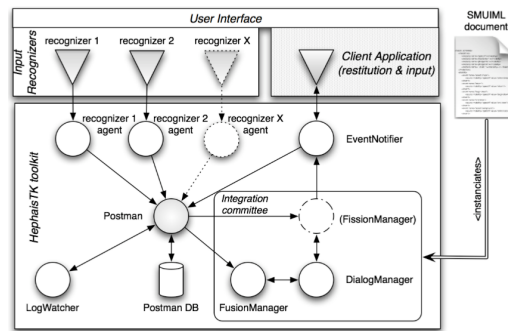 User Interface
SMUIML
document
Input
Recognizers
recognizer 1
recognizer 2
recognizer X
Client Application
(restitution & input)
HephaisTK toolkit
recognizer 1
agent
recognizer 2
agent
recognizer X
agent
EventNotifier
<instanciates>
Postman
Integration
committee
(FissionManager)
LogWatcher
Postman DB
FusionManager
DialogManager